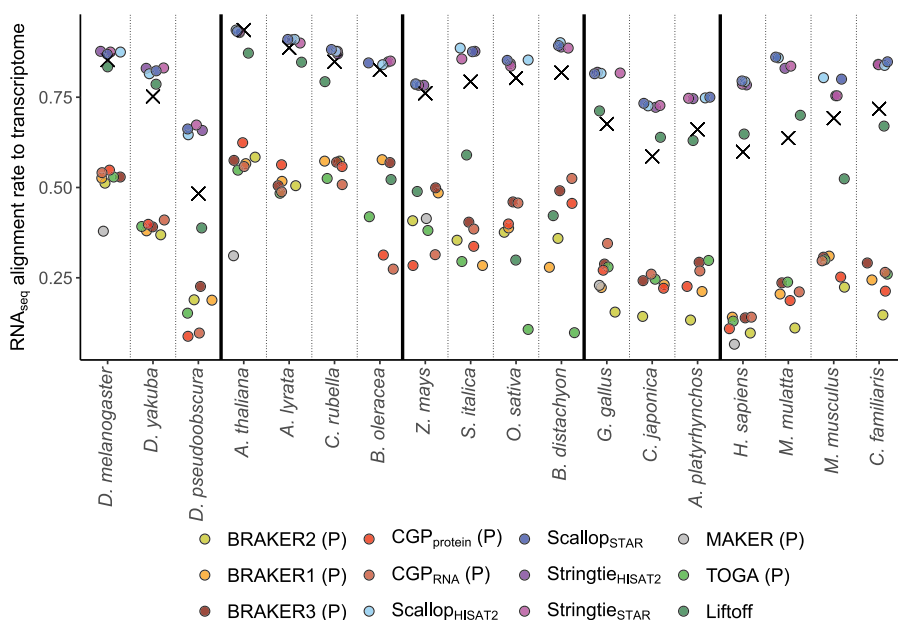 RNAseq alignment rate to transcriptome
0.75
0.50
0.25
D. melanogaster
D. yakuba
D. pseudoobscura
A. thaliana
A. lyrata
C. rubella
B. oleracea
Z. mays
S. italica
O. sativa
B. distachyon
G. gallus
C. japonica
A. platyrhynchos
H. sapiens
M. mulatta
M. musculus
C. familiaris
BRAKER2 (P) CGPprotein (P) ScallopSTAR MAKER (P)
BRAKER1 (P) CGPRNA (P) StringtieHISAT2 TOGA (P)
BRAKER3 (P) ScallopHISAT2 StringtieSTAR Liftoff